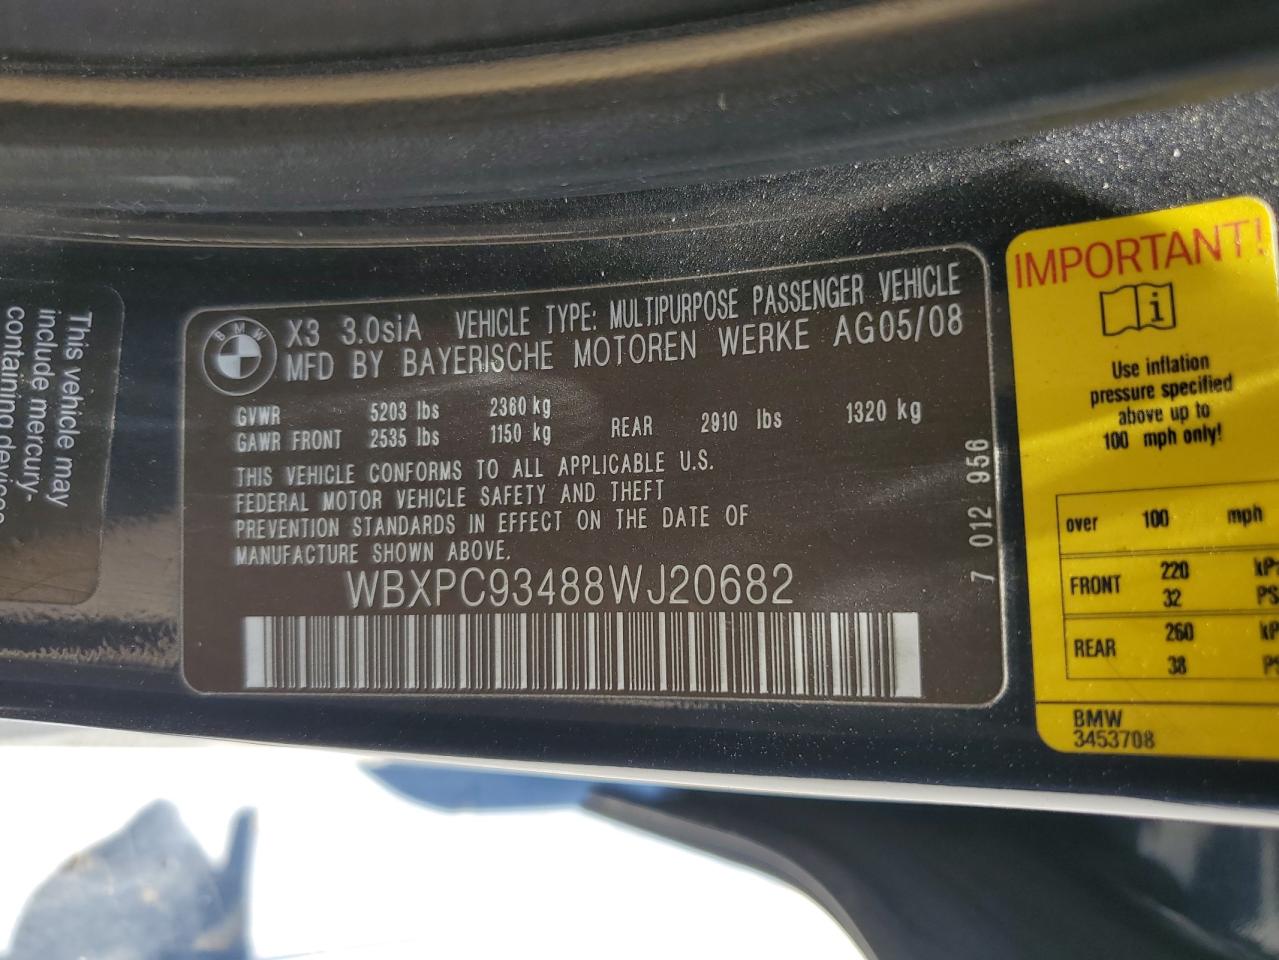 This vehicle may
include mercury-
BMW
X3 3.0siA VEHICLE TYPE: MULTIPURPOSE PASSENGER VEHICLE
MFD BY BAYERISCHE MOTOREN WERKE AG05/08
GVWR 5203 lbs 2360 kg
GAWR FRONT 2535 lbs 1150 kg REAR 2910 lbs 1320 kg
THIS VEHICLE CONFORMS TO ALL APPLICABLE U.S.
FEDERAL MOTOR VEHICLE SAFETY AND THEFT
PREVENTION STANDARDS IN EFFECT ON THE DATE OF
MANUFACTURE SHOWN ABOVE.
WBXPC93488WJ20682
7 012 956
IMPORTANT!
i
Use inflation
pressure specified
above up to
100 mph only!
over 100 mph
FRONT 220
32
REAR 260
38
BMW
3453708